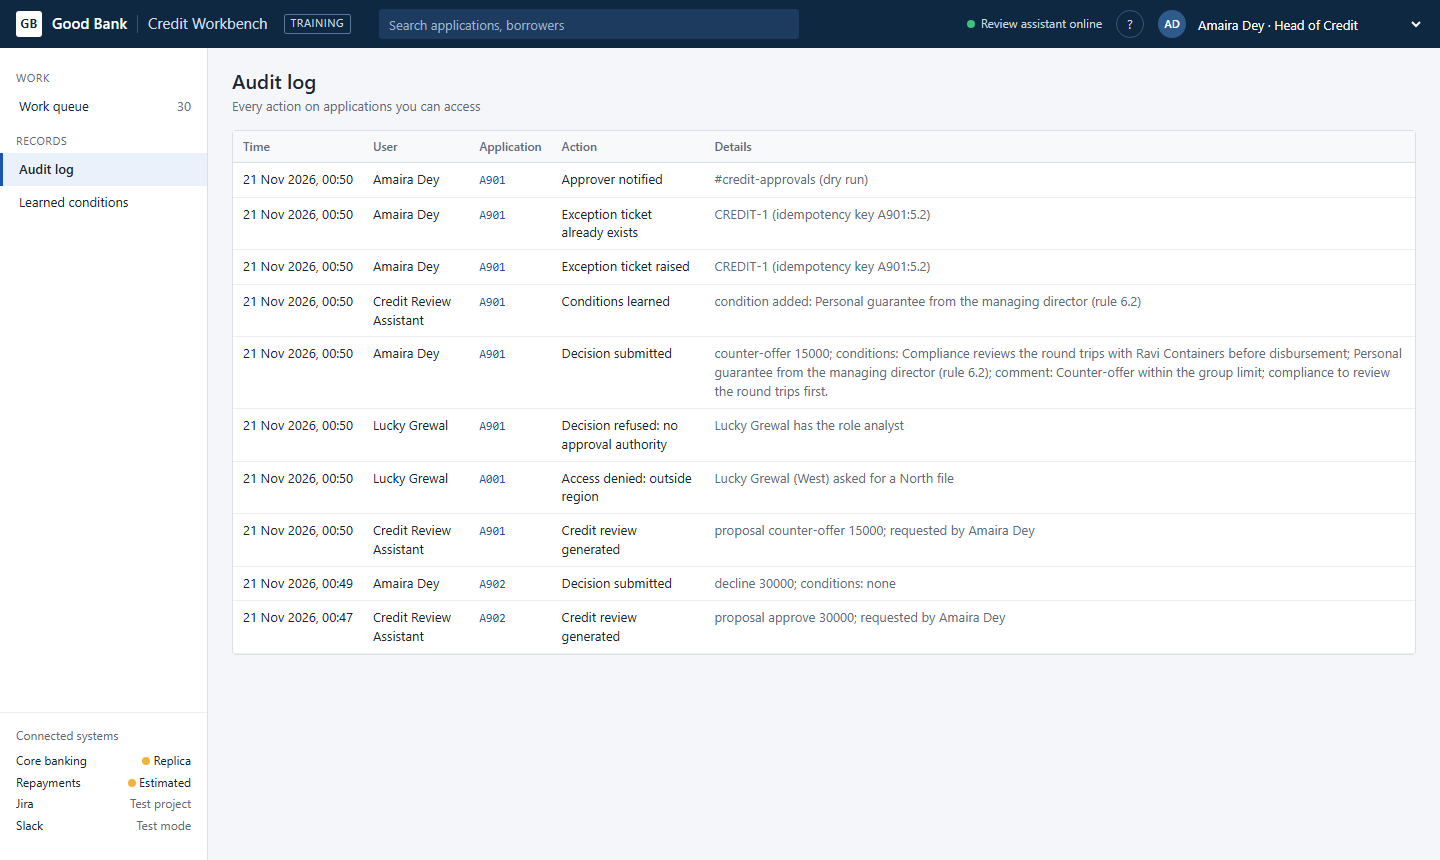 GB Good Bank Credit Workbench TRAINING Search applications, borrowers Review assistant online ? AD Amaira Dey · Head of Credit
WORK
Work queue 30
RECORDS
Audit log
Learned conditions
Connected systems
Core banking Replica
Repayments Estimated
Jira Test project
Slack Test mode
Audit log
Every action on applications you can access
Time User Application Action Details
21 Nov 2026, 00:50 Amaira Dey A901 Approver notified #credit-approvals (dry run)
21 Nov 2026, 00:50 Amaira Dey A901 Exception ticket CREDIT-1 (idempotency key A901:5.2)
already exists
21 Nov 2026, 00:50 Amaira Dey A901 Exception ticket raised CREDIT-1 (idempotency key A901:5.2)
21 Nov 2026, 00:50 Credit Review A901 Conditions learned condition added: Personal guarantee from the managing director (rule 6.2)
Assistant
21 Nov 2026, 00:50 Amaira Dey A901 Decision submitted counter-offer 15000; conditions: Compliance reviews the round trips with Ravi Containers before disbursement; Personal
guarantee from the managing director (rule 6.2); comment: Counter-offer within the group limit; compliance to review
the round trips first.
21 Nov 2026, 00:50 Lucky Grewal A901 Decision refused: no Lucky Grewal has the role analyst
approval authority
21 Nov 2026, 00:50 Lucky Grewal A001 Access denied: outside Lucky Grewal (West) asked for a North file
region
21 Nov 2026, 00:50 Credit Review A901 Credit review proposal counter-offer 15000; requested by Amaira Dey
Assistant generated
21 Nov 2026, 00:49 Amaira Dey A902 Decision submitted decline 30000; conditions: none
21 Nov 2026, 00:47 Credit Review A902 Credit review proposal approve 30000; requested by Amaira Dey
Assistant generated